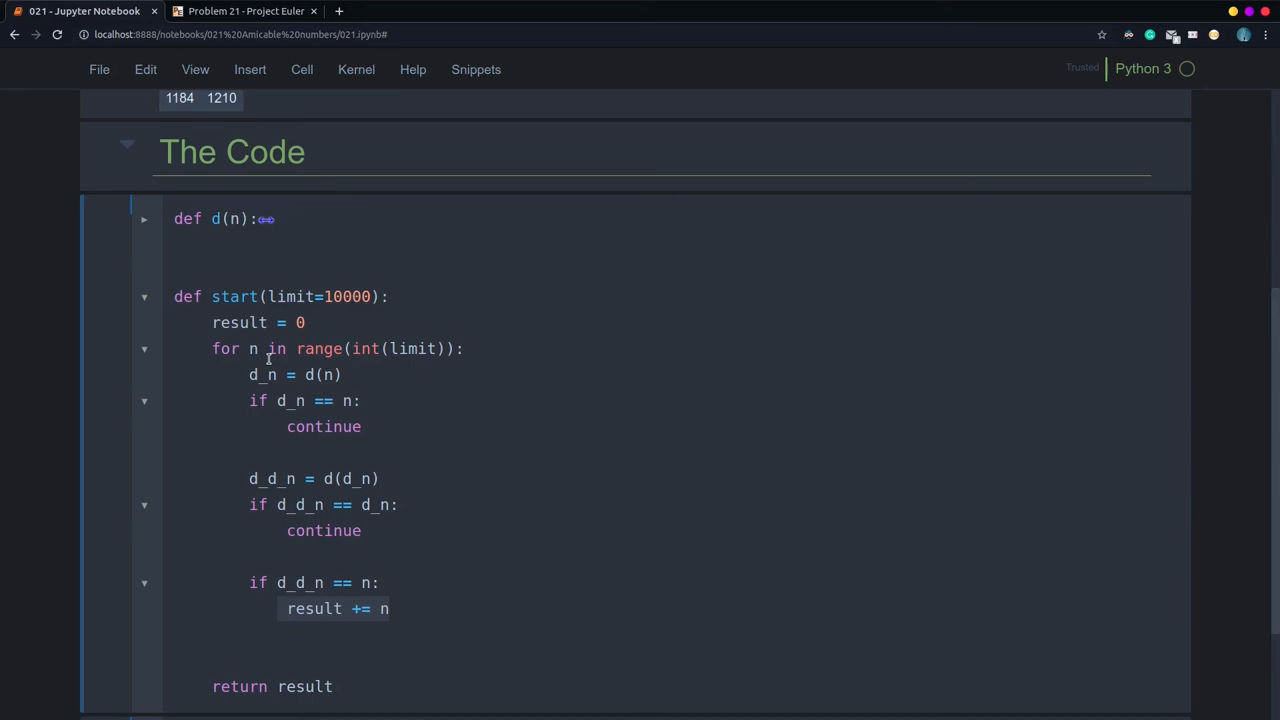 021 - Jupyter Notebook
Problem 21 - Project Euler
localhost:8888/notebooks/021%20Amicable%20numbers/021.ipynb#
File Edit View Insert Cell Kernel Help Snippets Trusted Python 3
1184 1210
The Code
def d(n):
def start(limit=10000):
result = 0
for n in range(int(limit)):
d_n = d(n)
if d_n == n:
continue
d_d_n = d(d_n)
if d_d_n == d_n:
continue
if d_d_n == n:
result += n
return result